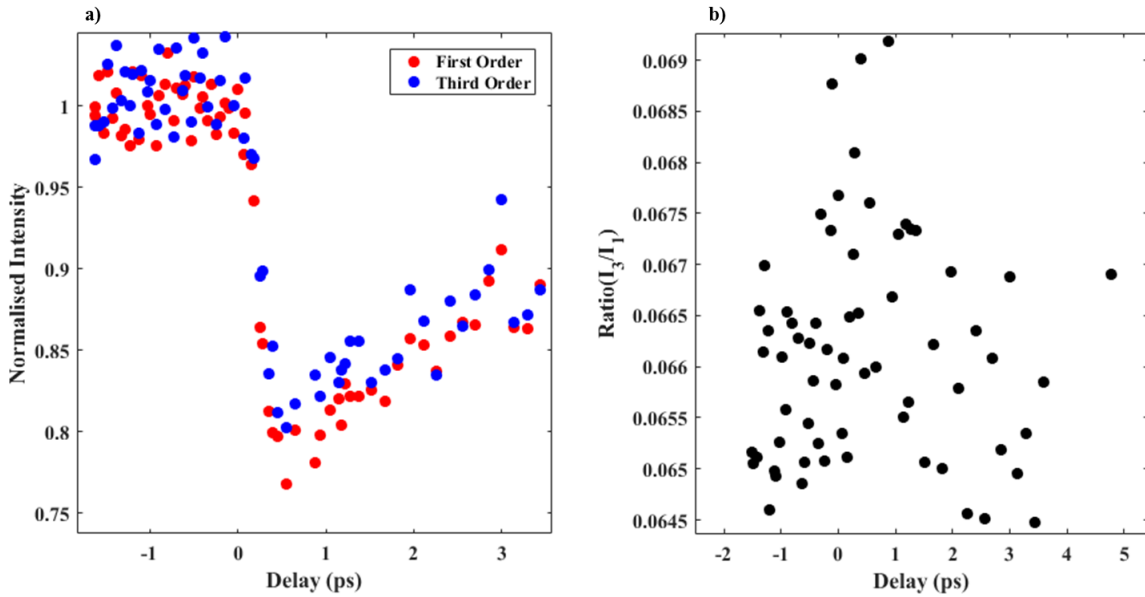 a)
First Order
Third Order
1
0.95
0.9
0.85
0.8
0.75
Normalised Intensity
-1 0 1 2 3
Delay (ps)
b)
0.069
0.0685
0.068
0.0675
0.067
0.0665
0.066
0.0655
0.065
0.0645
Ratio(I3/I1)
-2 -1 0 1 2 3 4 5
Delay (ps)